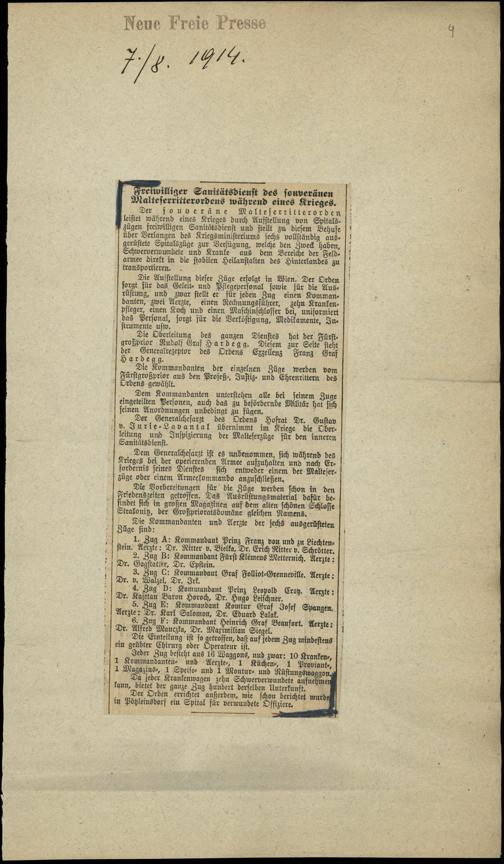 Neue Freie Presse
4
7./8. 1914.
Freiwilliger Sanitätsdienst des souveränen
Malteserritterordens während eines Krieges.
Der souveräne Malteserritterorden
leistet während eines Krieges durch Aufstellung von Spitals-
zügen freiwilligen Sanitätsdienst und stellt zu diesem Behufe
über Verlangen des Kriegsministeriums sechs vollständig aus-
gerüstete Spitalszüge zur Verfügung, welche den Zweck haben,
Schwerverwundete und Kranke aus dem Bereiche der Feld-
armee direkt in die stabilen Heilanstalten des Hinterlandes zu
transportieren.
Die Aufstellung dieser Züge erfolgt in Wien. Der Orden
sorgt für das Geleit- und Pflegepersonal sowie für die Aus-
rüstung, und zwar stellt er für jeden Zug einen Komman-
danten, zwei Aerzte, einen Rechnungsführer, zehn Kranken-
pfleger, einen Koch und einen Maschinschlosser bei, uniformiert
das Personal, sorgt für die Verköstigung, Medikamente, In-
strumente usw.
Die Oberleitung des ganzen Dienstes hat der Fürst-
großprior Rudolf Graf Hardegg. Diesem zur Seite steht
der Generalrezeptor des Ordens Exzellenz Franz Graf
Hardegg.
Die Kommandanten der einzelnen Züge werden vom
Fürstgroßprior aus den Profeß-, Justiz- und Ehrenrittern des
Ordens gewählt.
Dem Kommandanten unterstehen alle bei seinem Zuge
eingeteilten Personen, auch das zu befördernde Militär hat sich
seinen Anordnungen unbedingt zu fügen.
Der Generalchefarzt des Ordens Hofrat Dr. Gustav
v. Jurie-Lavantal übernimmt im Kriege die Ober-
leitung und Inspizierung der Malteserzüge für den inneren
Sanitätsdienst.
Dem Generalchefarzt ist es unbenommen, sich während des
Krieges bei der operierenden Armee aufzuhalten und nach Er-
fordernis seines Dienstes sich entweder einem der Malteser-
züge oder einem Armeekommando anzuschließen.
Die Vorbereitungen für die Züge werden schon in den
Friedenszeiten getroffen. Das Ausrüstungsmaterial dafür be-
findet sich in großen Magazinen auf dem alten schönen Schlosse
Strakonitz, der Großprioratsdomäne gleichen Namens.
Die Kommandanten und Aerzte der sechs ausgerüsteten
Züge sind:
1. Zug A: Kommandant Prinz Franz von und zu Liechten-
stein. Aerzte: Dr. Ritter v. Bielka, Dr. Erich Ritter v. Schrötter.
2. Zug B: Kommandant Fürst Klemens Metternich. Aerzte:
Dr. Epstein.
3. Zug C: Kommandant Graf Folliot-Crenneville. Aerzte:
Dr. v. Walzel, Dr. Irk.
4. Zug D: Kommandant Prinz Leopold Croy. Aerzte:
Dr. Kajetan Baron Horoch, Dr. Hugo Leischner.
5. Zug E: Kommandant Komtur Graf Josef Spangen.
Aerzte: Dr. Karl Salomon, Dr. Eduard Lalak.
6. Zug F: Kommandant Heinrich Graf Beaufort. Aerzte:
Dr. Alfred Dr. Maximilian Siegel.
Die Einteilung ist so getroffen, daß auf jedem Zug mindestens
ein geübter Chirurg oder Operateur ist.
Jeder Zug besteht aus 16 Waggons, und zwar: 10 Kranken-,
1 Kommandanten- und Aerzte-, 1 Küchen-, 1 Proviant-,
1 Magazins-, 1 Speise- und 1 Montur- und Rüstungswaggon.
Da jeder Krankenwagen zehn Schwerverwundete aufnehmen
kann, bietet der ganze Zug hundert derselben Unterkunft.
Der Orden errichtet außerdem, wie schon berichtet wurde,
in Pötzleinsdorf ein Spital für verwundete Offiziere.